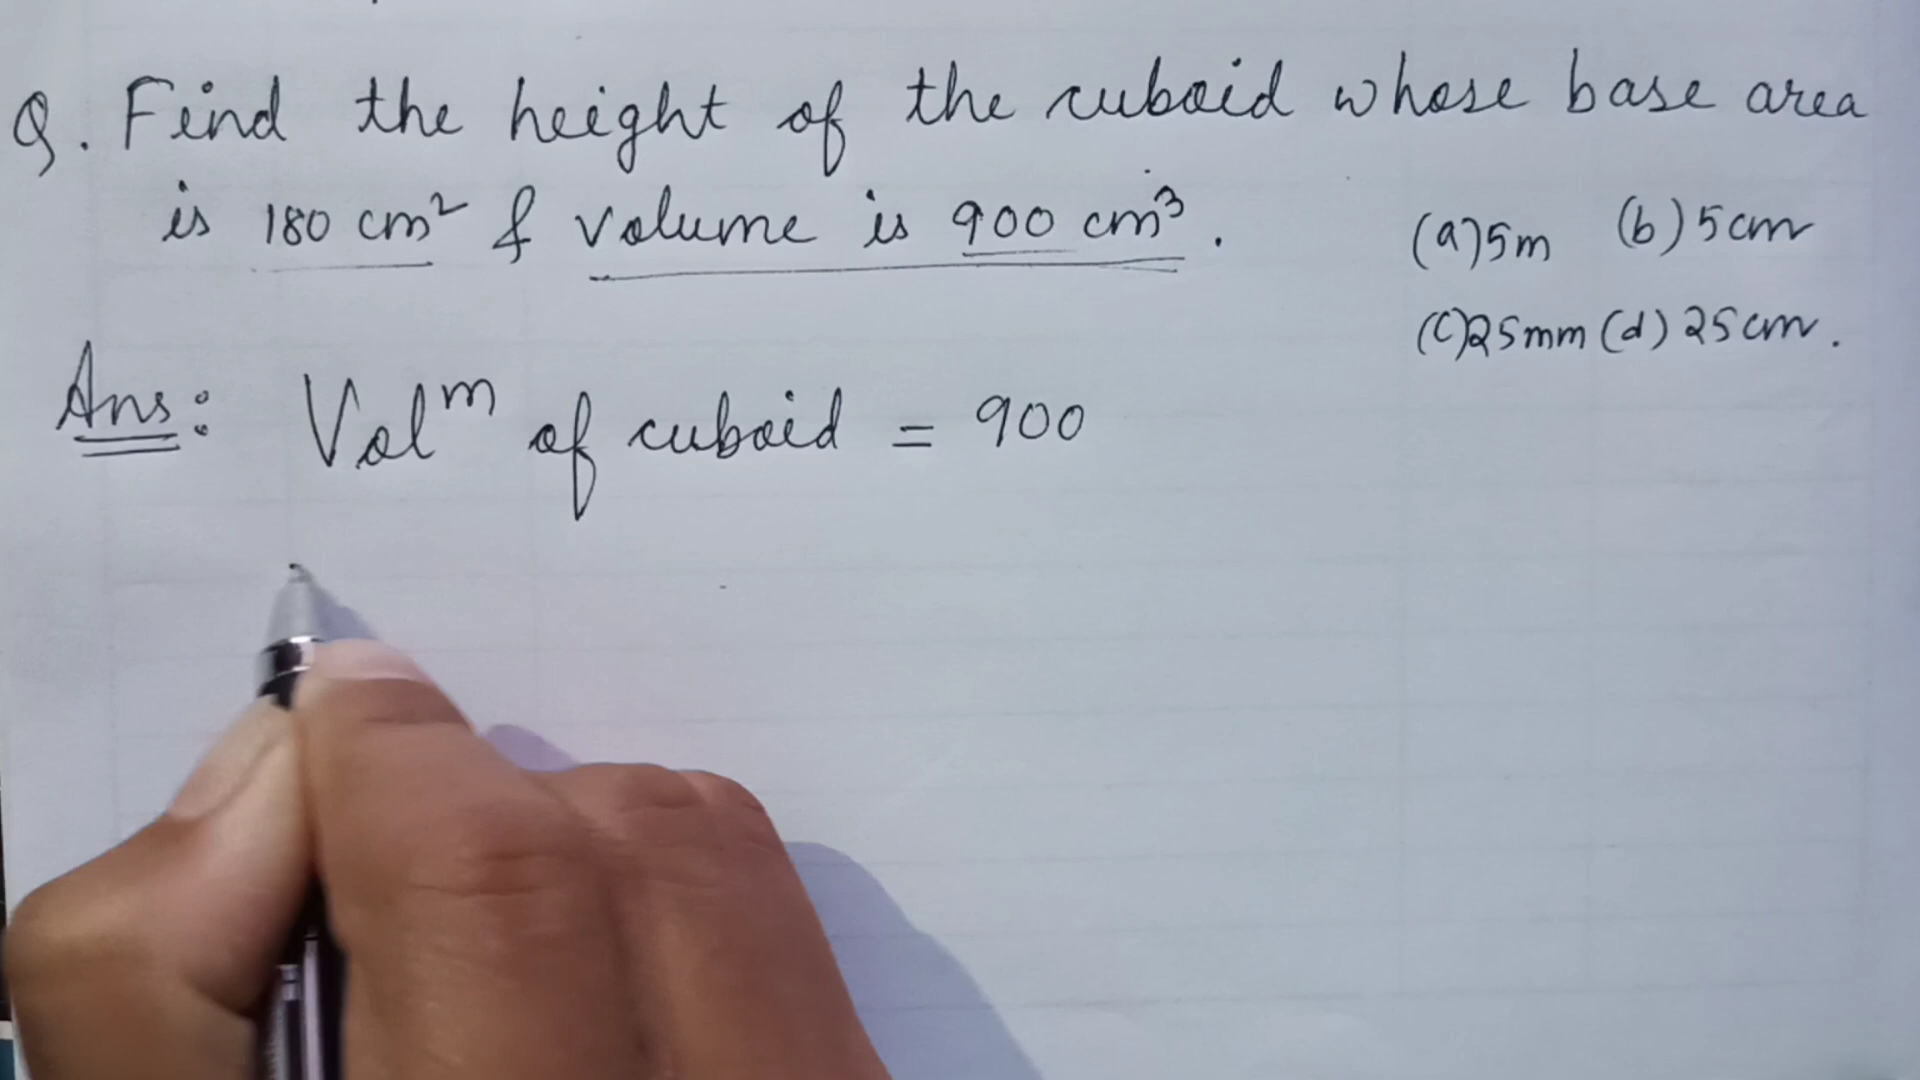 Q. Find the height of the cuboid whose base area
is 180 cm² & volume is 900 cm³.
(a) 5m (b) 5cm
(c) 25mm (d) 25cm.
Ans: Volᵐ of cuboid = 900